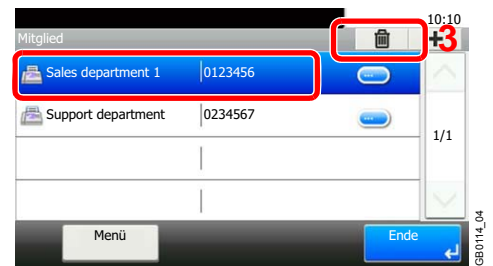 10:10
Mitglied
3
Sales department 1 0123456
Support department 0234567
1/1
Menü
Ende
GB0114_04